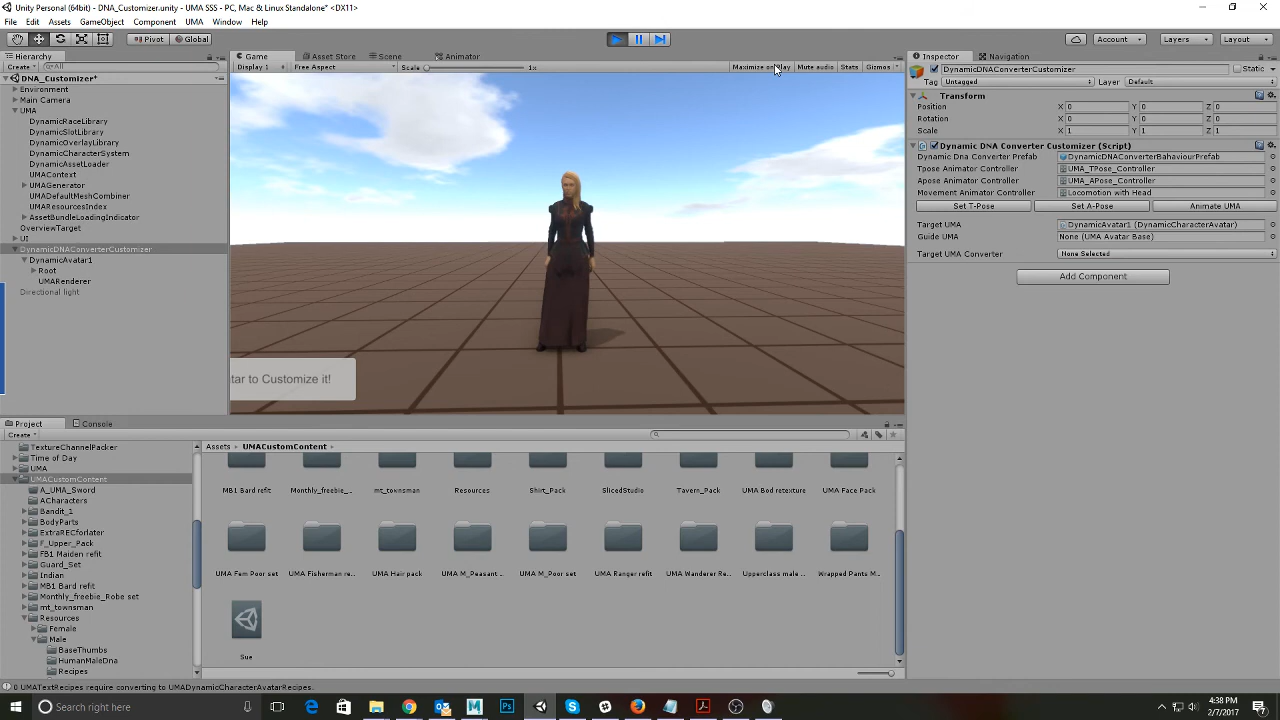 Unity Personal (64bit) - DNA_Customizer.unity - UMA SSS - PC, Mac & Linux Standalone* <DX11>
File Edit Assets GameObject Component UMA Window Help
Pivot Global Account Layers Layout
Hierarchy
Create All
DNA_Customizer*
Environment
Main Camera
UMA
DynamicRaceLibrary
DynamicSlotLibrary
DynamicOverlayLibrary
DynamicCharacterSystem
DynamicAssetLoader
UMAContext
UMAGenerator
UMADefaultMeshCombiner
UMAResourcesIndex
AssetBundleLoadingIndicator
OverviewTarget
UI
DynamicDNAConverterCustomizer
DynamicAvatar1
Root
UMARenderer
Directional light
Game Asset Store Scene Animator
Display 1 Free Aspect Scale 1x Mute audio Stats Gizmos
tar to Customize it!
Inspector Navigation
DynamicDNAConverterCustomizer Static
Tag Untagged Layer Default
Transform
Position X 0 Y 0 Z 0
Rotation X 0 Y 0 Z 0
Scale X 1 Y 1 Z 1
Dynamic DNA Converter Customizer (Script)
Dynamic Dna Converter Prefab DynamicDNAConverterBahaviourPrefab
Tpose Animator Controller UMA_TPose_Controller
Apose Animator Controller UMA_APose_Controller
Movement Animator Controller Locomotion with Head
Set T-Pose Set A-Pose Animate UMA
Target UMA DynamicAvatar1 (DynamicCharacterAvatar)
Guide UMA None (UMA Avatar Base)
Target UMA Converter None Selected
Add Component
Project Console
Create
TextureChannelPacker
Time of Day
UMA
UMACustomContent
A_UMA_Sword
ACharacters
Bandit_1
BodyParts
ExtraRECforlater
F_Upper_Pack
FB1 Maiden refit
Guard_Set
Indian
MB1 Bard refit
Monthly_freebie_Robe set
mt_townsman
Resources
Female
Male
BaseThumbs
HumanMaleDna
Recipes
Assets UMACustomContent
MB1 Bard refit Monthly_freebie_... mt_townsman Resources Shirt_Pack SlicedStudio Tavern_Pack UMA Bod retexture UMA Face Pack
UMA Fem Poor set UMA Fisherman re... UMA Hair pack UMA M_Peasant ... UMA M_Poor set UMA Ranger refit UMA Wanderer Re... Upperclass male ... Wrapped Pants M...
Sue
0 UMATextRecipes require converting to UMADynamicCharacterAvatarRecipes.
Search right here
4:39 PM
2/7/2017